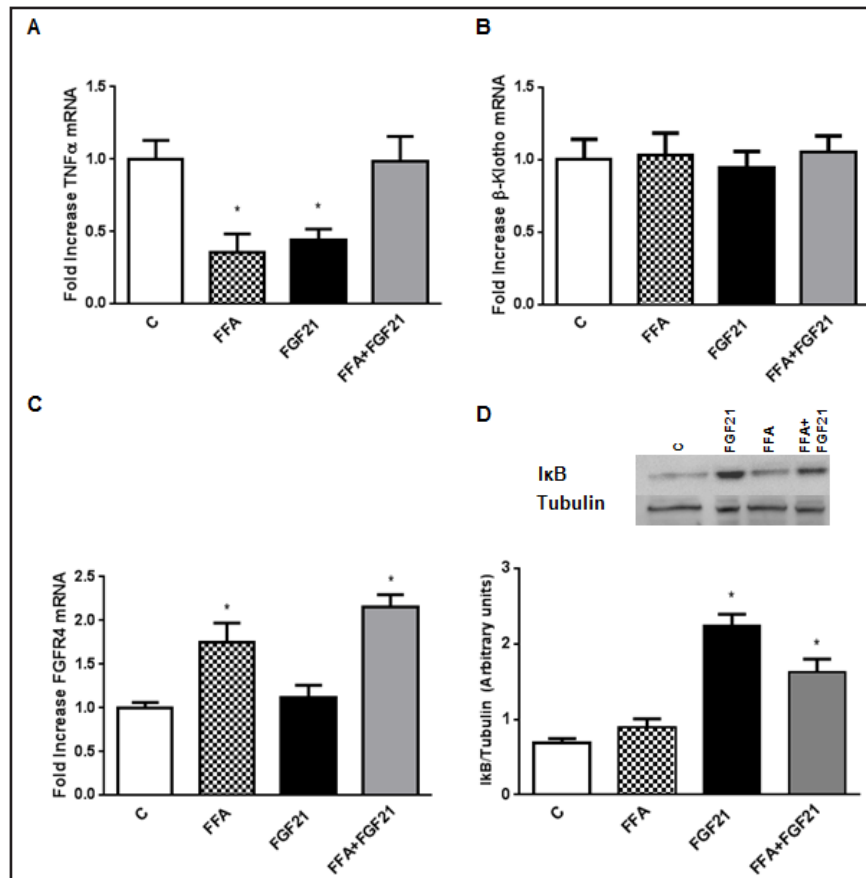 A
Fold Increase TNFα mRNA
1.5
1.0
0.5
0.0
*
*
C
FFA
FGF21
FFA+FGF21
B
Fold Increase β-Klotho mRNA
1.5
1.0
0.5
0.0
C
FFA
FGF21
FFA+FGF21
C
Fold Increase FGFR4 mRNA
2.5
2.0
1.5
1.0
0.5
0.0
*
*
C
FFA
FGF21
FFA+FGF21
D
C
FGF21
FFA
FFA+
FGF21
IκB
Tubulin
IkB/Tubulin (Arbitrary units)
3
2
1
0
*
*
C
FFA
FGF21
FFA+FGF21